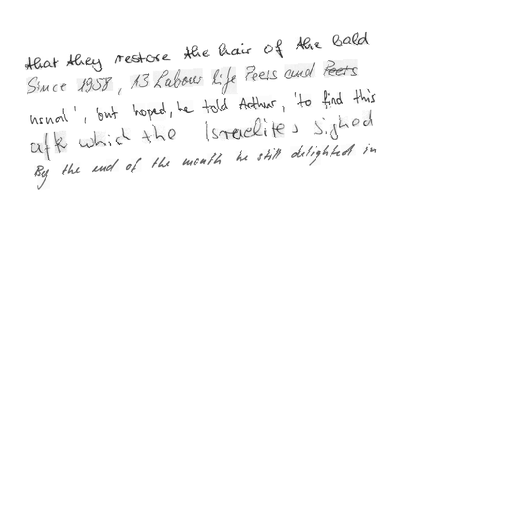 that they restore the hair of the bald
Since 1958, 13 Labour life Peers and Peers
usual', but hoped, he told Arthur, 'to find this
after which the Israelites sighed
By the end of the month he still delighted in